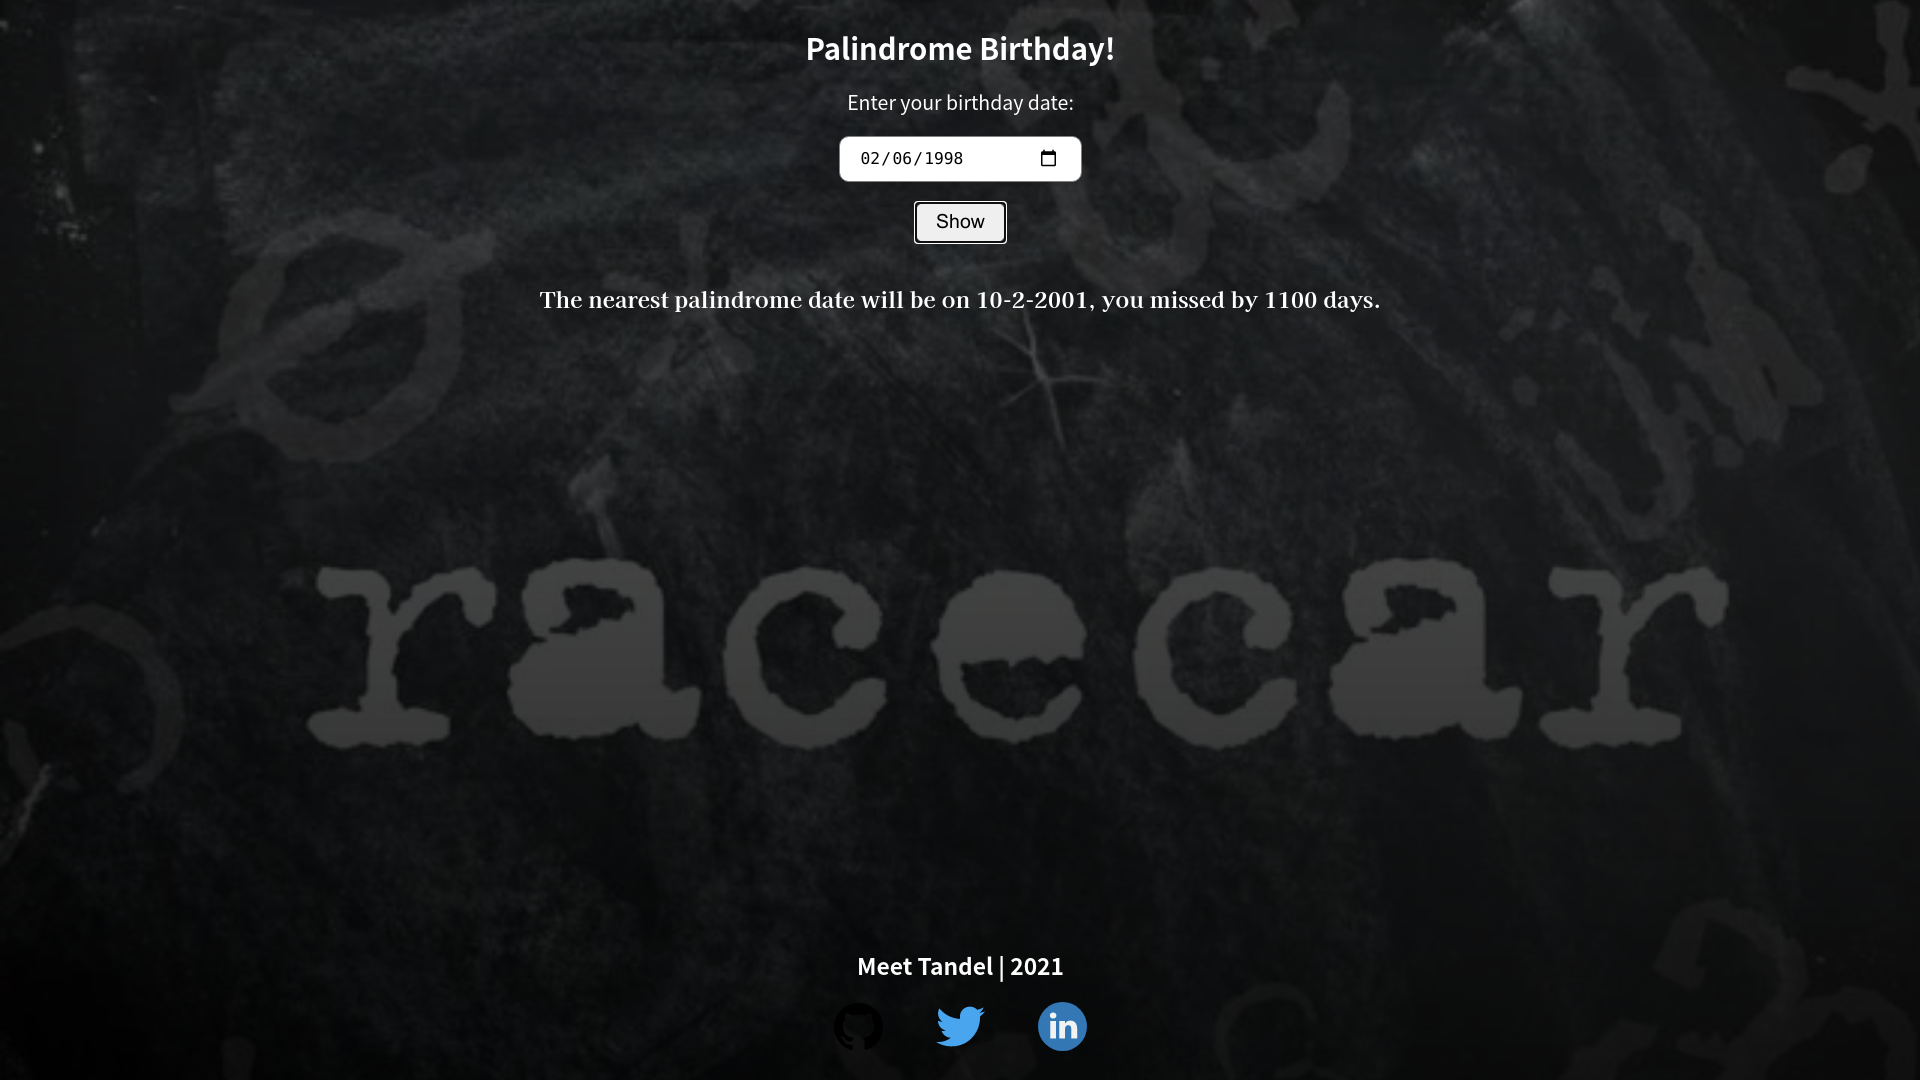 Palindrome Birthday!
Enter your birthday date:
02/06/1998
Show
The nearest palindrome date will be on 10-2-2001, you missed by 1100 days.
racecar
Meet Tandel | 2021
in